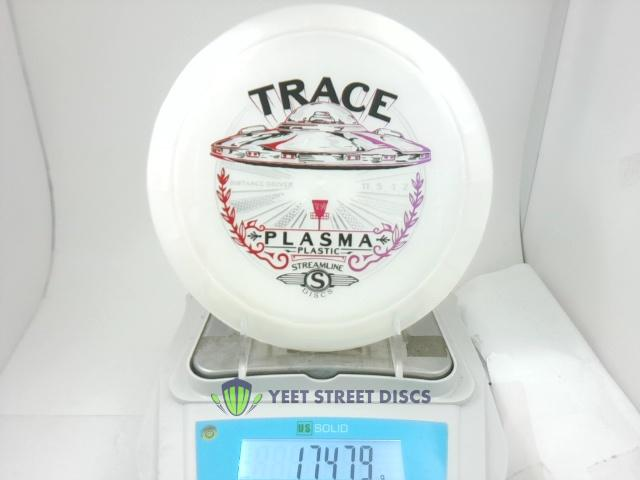 TRACE
DISTANCE DRIVER 11 5 1 2
PLASMA
PLASTIC
STREAMLINE
S
DISCS
YEET STREET DISCS
US SOLID
174.79 g